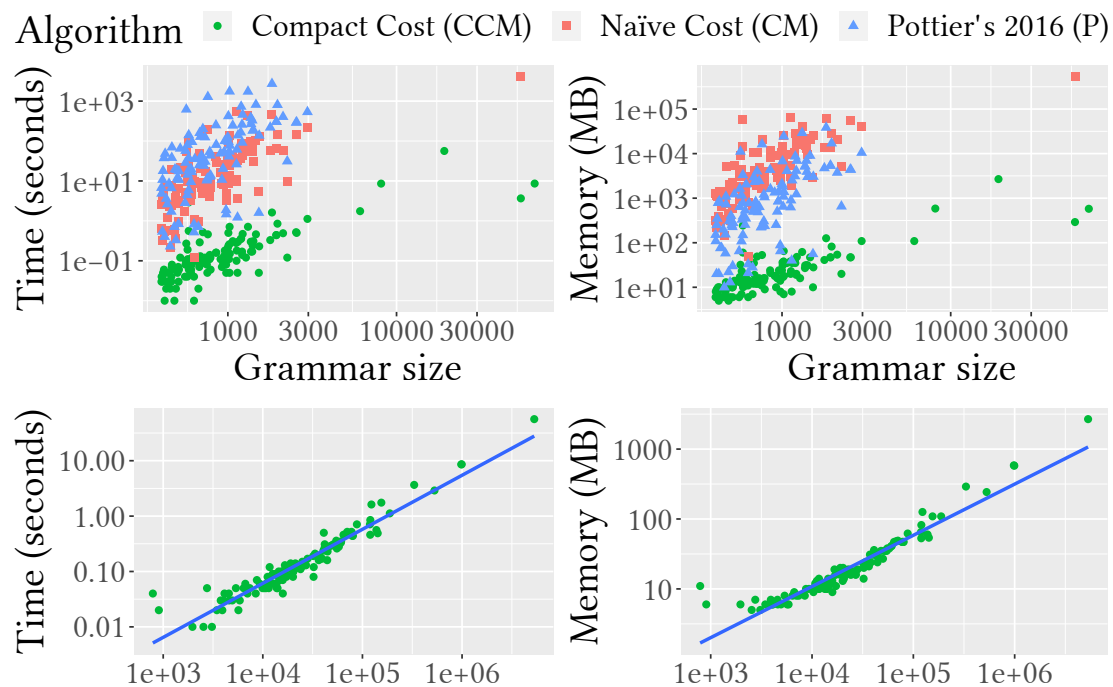 Algorithm Compact Cost (CCM) Naïve Cost (CM) Pottier's 2016 (P)
Time (seconds)
1e+03
1e+01
1e−01
1000 3000 10000 30000
Grammar size
Memory (MB)
1e+05
1e+04
1e+03
1e+02
1e+01
1000 3000 10000 30000
Grammar size
Time (seconds)
10.00
1.00
0.10
0.01
1e+03 1e+04 1e+05 1e+06
Memory (MB)
1000
100
10
1e+03 1e+04 1e+05 1e+06